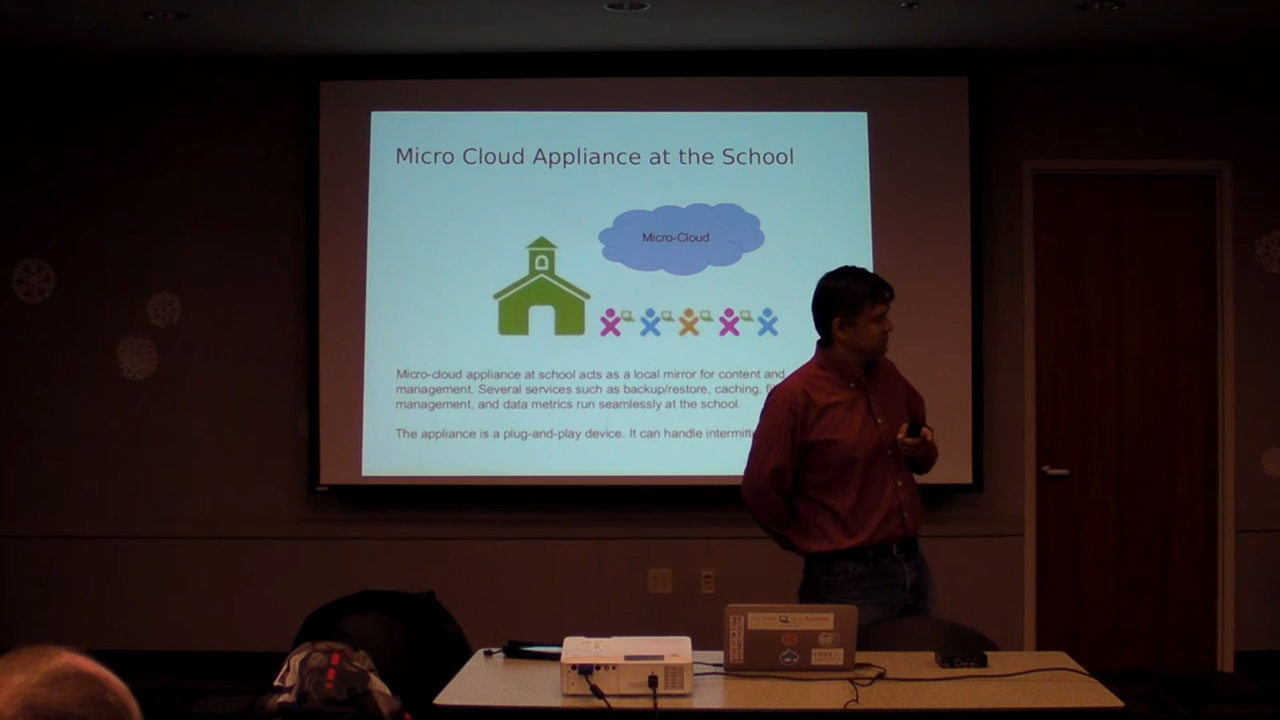 Micro Cloud Appliance at the School
Micro-Cloud
Micro-cloud appliance at school acts as a local mirror for content and
management. Several services such as backup/restore, caching,
management, and data metrics run seamlessly at the school.
The appliance is a plug-and-play device. It can handle